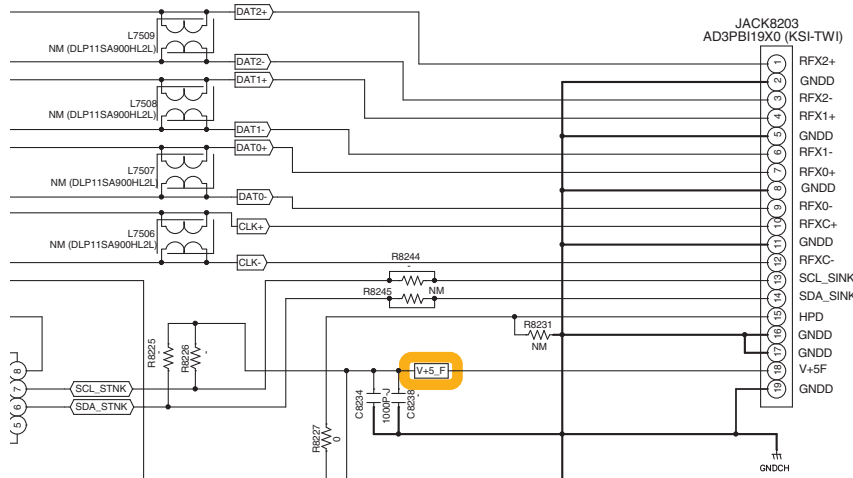 DAT2+
L7509
NM (DLP11SA900HL2L)
DAT2-
DAT1+
L7508
NM (DLP11SA900HL2L)
DAT1-
DAT0+
L7507
NM (DLP11SA900HL2L)
DAT0-
CLK+
L7506
NM (DLP11SA900HL2L)
CLK-
JACK8203
AD3PBI19X0 (KSI-TWI)
1 RFX2+
2 GNDD
3 RFX2-
4 RFX1+
5 GNDD
6 RFX1-
7 RFX0+
8 GNDD
9 RFX0-
10 RFXC+
11 GNDD
12 RFXC-
13 SCL_SINK
14 SDA_SINK
15 HPD
16 GNDD
17 GNDD
18 V+5F
19 GNDD
R8244
-
R8245
NM
R8231
NM
R8225
-
R8226
-
8
7
6
5
SCL_STNK
SDA_STNK
V+5_F
C8234
1000P-J
C8238
-
R8227
0
GNDCH